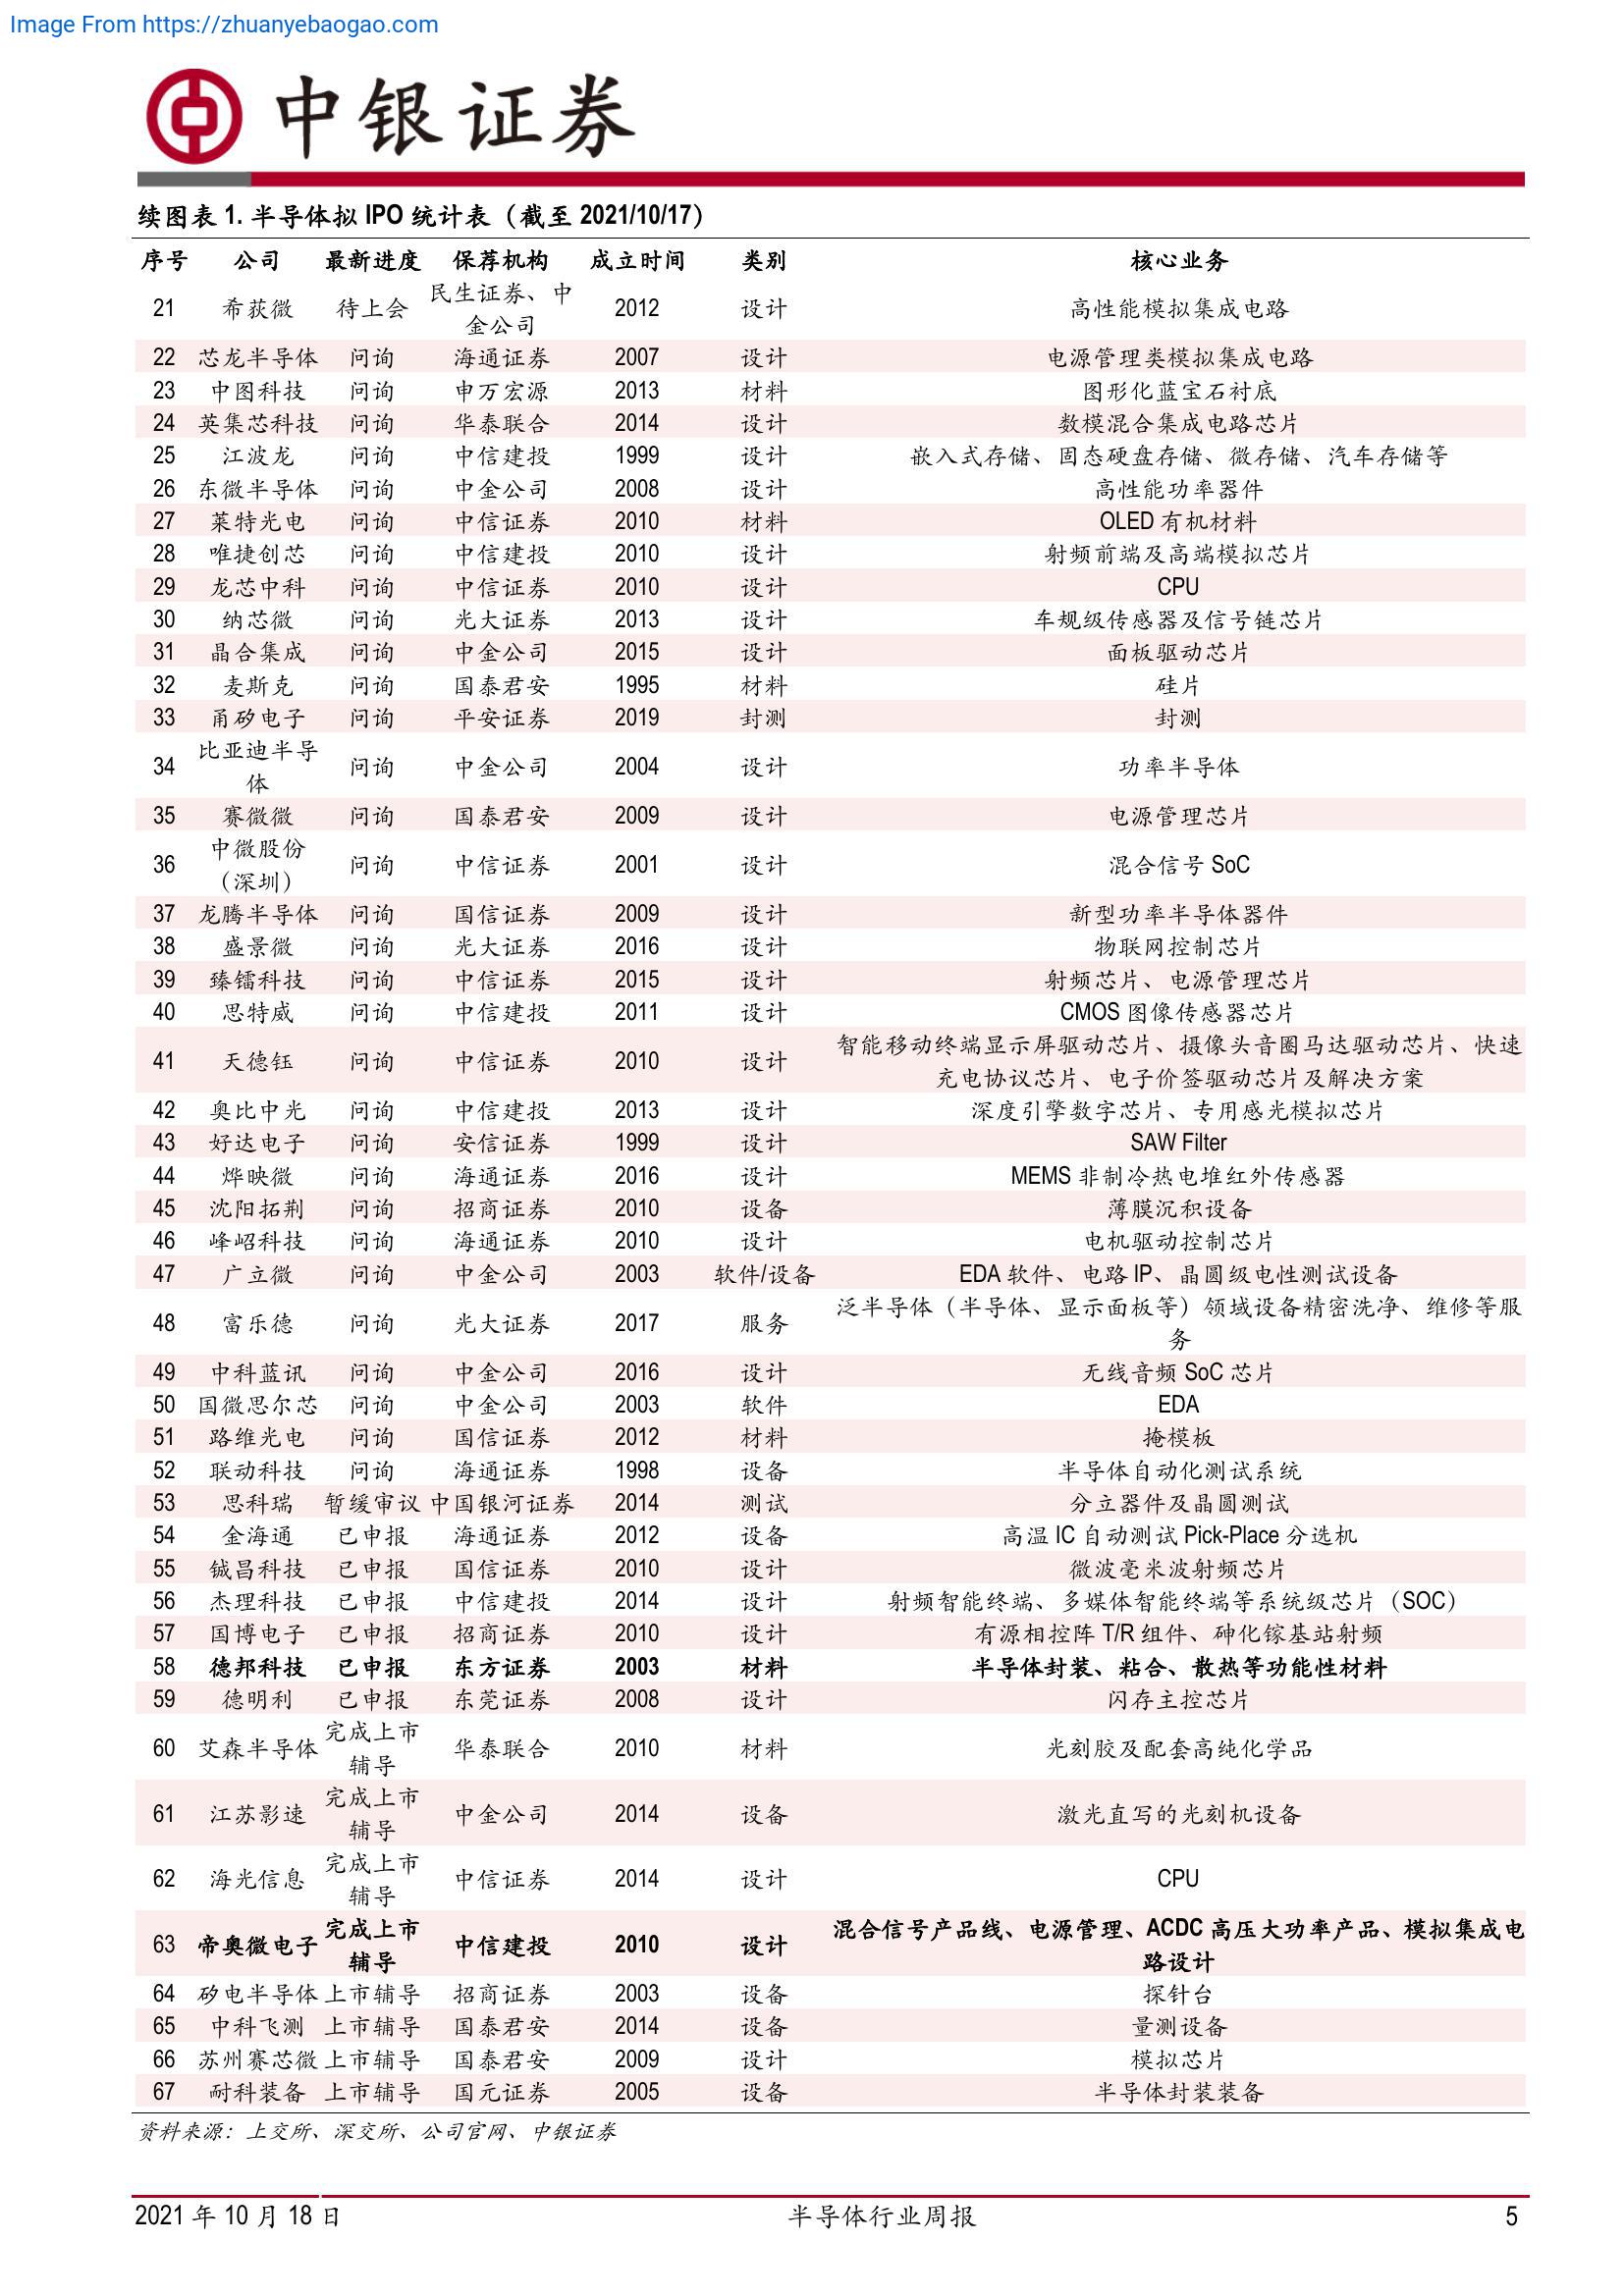 Image From https://zhuanyebaogao.com
中银证券
续图表 1. 半导体拟 IPO 统计表（截至 2021/10/17）
序号 公司 最新进度 保荐机构 成立时间 类别 核心业务
21 希荻微 待上会 民生证券、中金公司 2012 设计 高性能模拟集成电路
22 芯龙半导体 问询 海通证券 2007 设计 电源管理类模拟集成电路
23 中图科技 问询 申万宏源 2013 材料 图形化蓝宝石衬底
24 英集芯科技 问询 华泰联合 2014 设计 数模混合集成电路芯片
25 江波龙 问询 中信建投 1999 设计 嵌入式存储、固态硬盘存储、微存储、汽车存储等
26 东微半导体 问询 中金公司 2008 设计 高性能功率器件
27 莱特光电 问询 中信证券 2010 材料 OLED 有机材料
28 唯捷创芯 问询 中信建投 2010 设计 射频前端及高端模拟芯片
29 龙芯中科 问询 中信证券 2010 设计 CPU
30 纳芯微 问询 光大证券 2013 设计 车规级传感器及信号链芯片
31 晶合集成 问询 中金公司 2015 设计 面板驱动芯片
32 麦斯克 问询 国泰君安 1995 材料 硅片
33 甬矽电子 问询 平安证券 2019 封测 封测
34 比亚迪半导体 问询 中金公司 2004 设计 功率半导体
35 赛微微 问询 国泰君安 2009 设计 电源管理芯片
36 中微股份（深圳） 问询 中信证券 2001 设计 混合信号 SoC
37 龙腾半导体 问询 国信证券 2009 设计 新型功率半导体器件
38 盛景微 问询 光大证券 2016 设计 物联网控制芯片
39 臻镭科技 问询 中信证券 2015 设计 射频芯片、电源管理芯片
40 思特威 问询 中信建投 2011 设计 CMOS 图像传感器芯片
41 天德钰 问询 中信证券 2010 设计 智能移动终端显示屏驱动芯片、摄像头音圈马达驱动芯片、快速充电协议芯片、电子价签驱动芯片及解决方案
42 奥比中光 问询 中信建投 2013 设计 深度引擎数字芯片、专用感光模拟芯片
43 好达电子 问询 安信证券 1999 设计 SAW Filter
44 烨映微 问询 海通证券 2016 设计 MEMS 非制冷热电堆红外传感器
45 沈阳拓荆 问询 招商证券 2010 设备 薄膜沉积设备
46 峰岹科技 问询 海通证券 2010 设计 电机驱动控制芯片
47 广立微 问询 中金公司 2003 软件/设备 EDA 软件、电路 IP、晶圆级电性测试设备
48 富乐德 问询 光大证券 2017 服务 泛半导体（半导体、显示面板等）领域设备精密洗净、维修等服务
49 中科蓝讯 问询 中金公司 2016 设计 无线音频 SoC 芯片
50 国微思尔芯 问询 中金公司 2003 软件 EDA
51 路维光电 问询 国信证券 2012 材料 掩模板
52 联动科技 问询 海通证券 1998 设备 半导体自动化测试系统
53 思科瑞 暂缓审议 中国银河证券 2014 测试 分立器件及晶圆测试
54 金海通 已申报 海通证券 2012 设备 高温 IC 自动测试 Pick-Place 分选机
55 铖昌科技 已申报 国信证券 2010 设计 微波毫米波射频芯片
56 杰理科技 已申报 中信建投 2014 设计 射频智能终端、多媒体智能终端等系统级芯片（SOC）
57 国博电子 已申报 招商证券 2010 设计 有源相控阵 T/R 组件、砷化镓基站射频
58 德邦科技 已申报 东方证券 2003 材料 半导体封装、粘合、散热等功能性材料
59 德明利 已申报 东莞证券 2008 设计 闪存主控芯片
60 艾森半导体 完成上市辅导 华泰联合 2010 材料 光刻胶及配套高纯化学品
61 江苏影速 完成上市辅导 中金公司 2014 设备 激光直写的光刻机设备
62 海光信息 完成上市辅导 中信证券 2014 设计 CPU
63 帝奥微电子 完成上市辅导 中信建投 2010 设计 混合信号产品线、电源管理、ACDC 高压大功率产品、模拟集成电路设计
64 矽电半导体 上市辅导 招商证券 2003 设备 探针台
65 中科飞测 上市辅导 国泰君安 2014 设备 量测设备
66 苏州赛芯微 上市辅导 国泰君安 2009 设计 模拟芯片
67 耐科装备 上市辅导 国元证券 2005 设备 半导体封装装备
资料来源：上交所、深交所、公司官网、中银证券
2021 年 10 月 18 日 半导体行业周报 5